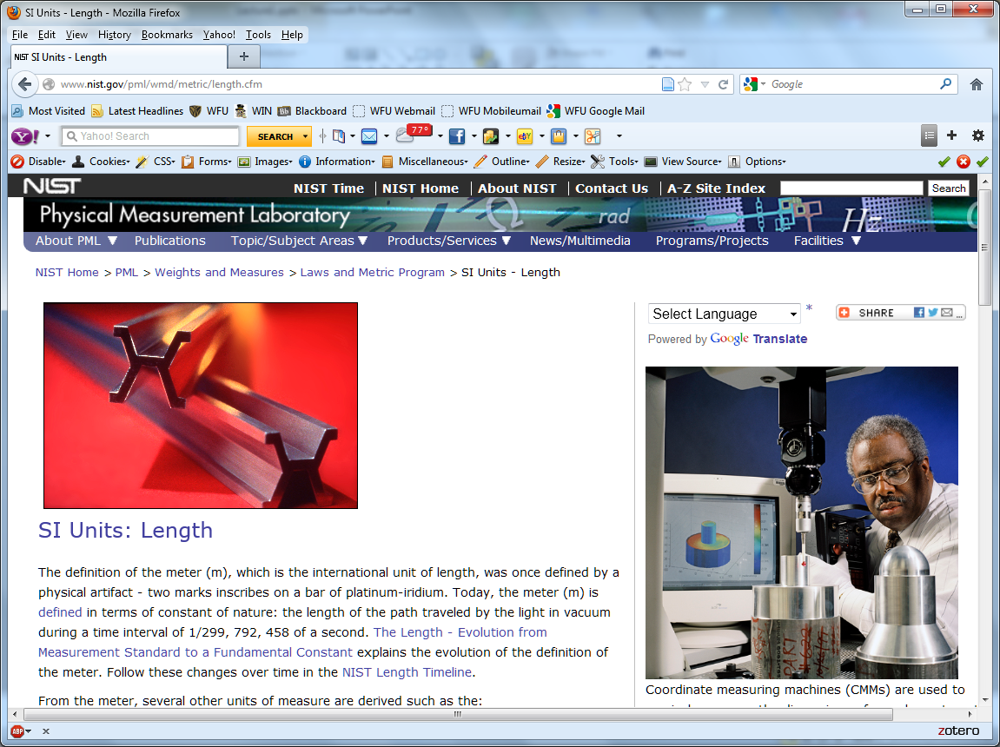 SI Units - Length - Mozilla Firefox
File Edit View History Bookmarks Yahoo! Tools Help
NIST SI Units - Length
www.nist.gov/pml/wmd/metric/length.cfm
Google
Most Visited Latest Headlines WFU WIN Bb Blackboard WFU Webmail WFU Mobileumail WFU Google Mail
Y! Yahoo! Search SEARCH 77° ebY
Disable Cookies CSS Forms Images Information Miscellaneous Outline Resize Tools View Source Options
NIST NIST Time NIST Home About NIST Contact Us A-Z Site Index Search
Physical Measurement Laboratory Ω rad Hz
About PML Publications Topic/Subject Areas Products/Services News/Multimedia Programs/Projects Facilities
NIST Home > PML > Weights and Measures > Laws and Metric Program > SI Units - Length
Select Language * SHARE ...
Powered by Google Translate
SI Units: Length
The definition of the meter (m), which is the international unit of length, was once defined by a
physical artifact - two marks inscribes on a bar of platinum-iridium. Today, the meter (m) is
defined in terms of constant of nature: the length of the path traveled by the light in vacuum
during a time interval of 1/299, 792, 458 of a second. The Length - Evolution from
Measurement Standard to a Fundamental Constant explains the evolution of the definition of
the meter. Follow these changes over time in the NIST Length Timeline.
From the meter, several other units of measure are derived such as the:
PART
Coordinate measuring machines (CMMs) are used to
ABP zotero